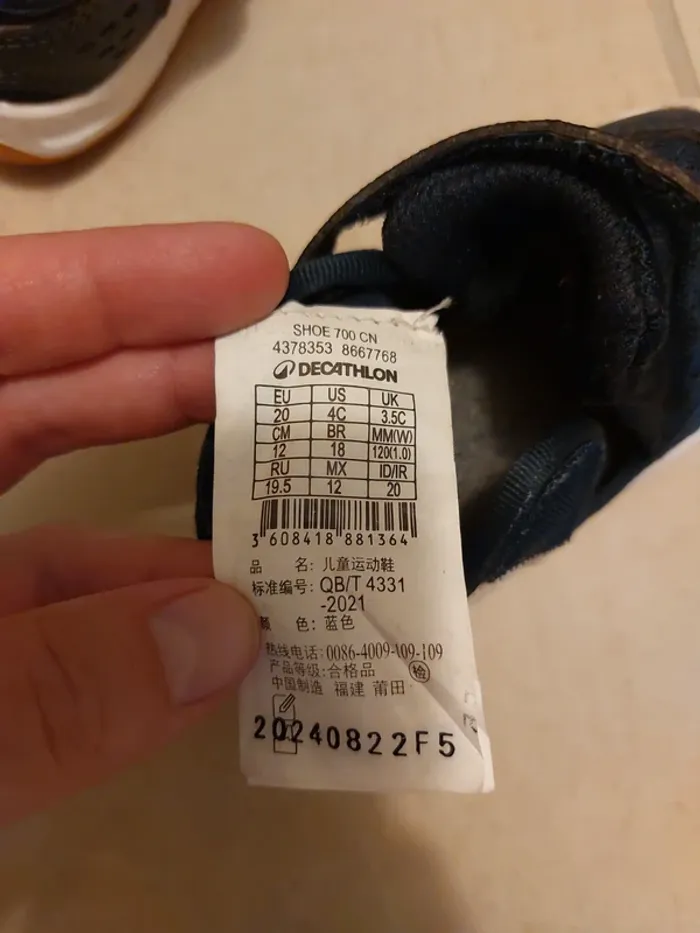 SHOE 700 CN
4378353 8667768
DECATHLON
EU US UK
20 4C 3.5C
CM BR MM(W)
12 18 120(1.0)
RU MX ID/IR
19.5 12 20
3 608418 881364
品 名: 儿童运动鞋
标准编号: QB/T 4331
-2021
颜 色: 蓝色
热线电话: 0086-4009-109-109
产品等级: 合格品 检
中国制造 福建 莆田
20240822F5